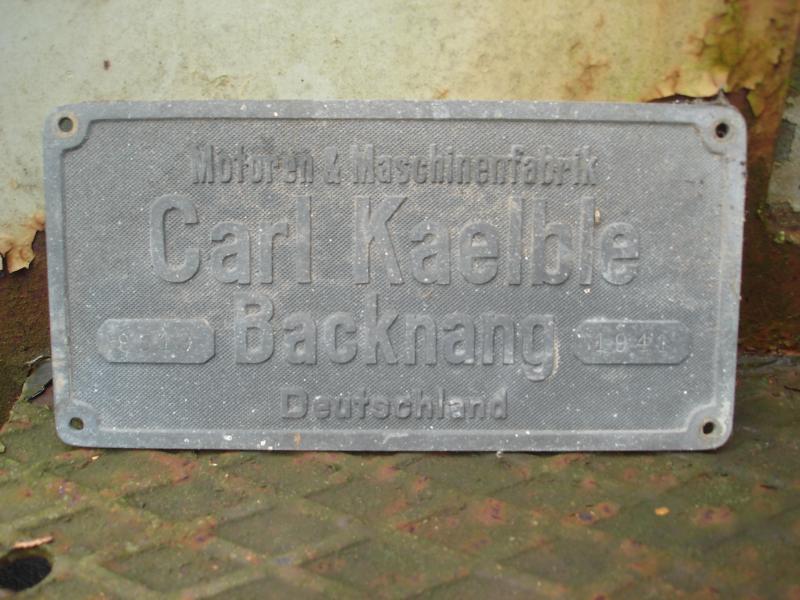 Motoren & Maschinenfabrik
Carl Kaelble
Backnang
Deutschland